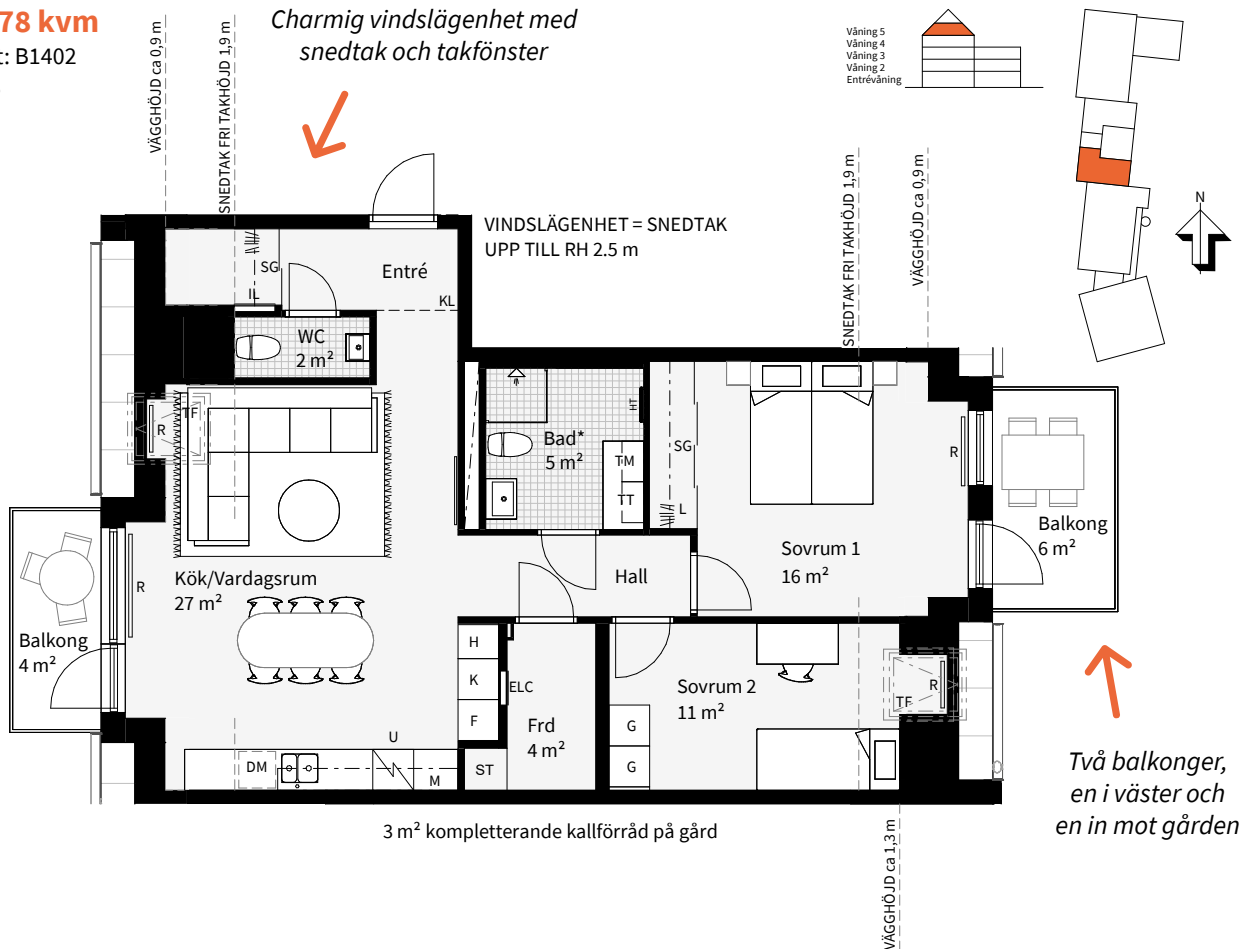 78 kvm
t: B1402
Charmig vindslägenhet med
snedtak och takfönster
Våning 5
Våning 4
Våning 3
Våning 2
Entrévåning
N
VÄGGHÖJD ca 0,9 m
SNEDTAK FRI TAKHÖJD 1,9 m
VINDSLÄGENHET = SNEDTAK
UPP TILL RH 2.5 m
SNEDTAK FRI TAKHÖJD 1,9 m
VÄGGHÖJD ca 0,9 m
SG
Entré
IL
KL
WC
2 m²
TF
R
HT
Bad*
5 m²
TM
TT
SG
L
R
Balkong
6 m²
Sovrum 1
16 m²
Hall
Kök/Vardagsrum
27 m²
R
Balkong
4 m²
H
K
F
ELC
Frd
4 m²
ST
U
DM
M
Sovrum 2
11 m²
G
G
R
TF
3 m² kompletterande kallförråd på gård
VÄGGHÖJD ca 1,3 m
Två balkonger,
en i väster och
en in mot gården